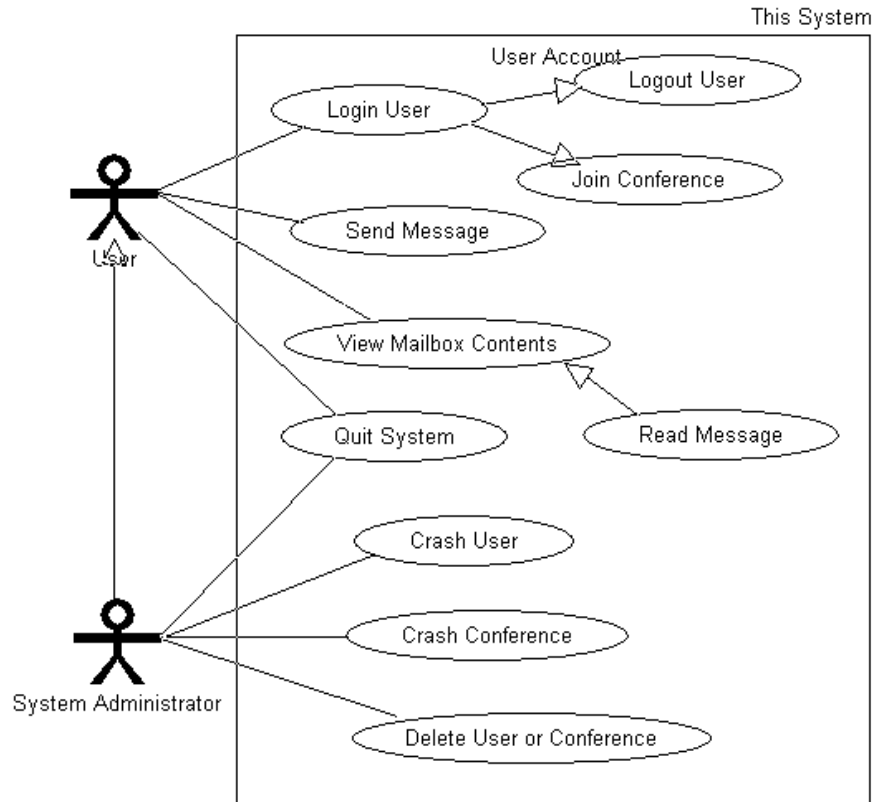 This System
User Account
Logout User
Login User
Join Conference
Send Message
User
View Mailbox Contents
Quit System
Read Message
Crash User
Crash Conference
System Administrator
Delete User or Conference